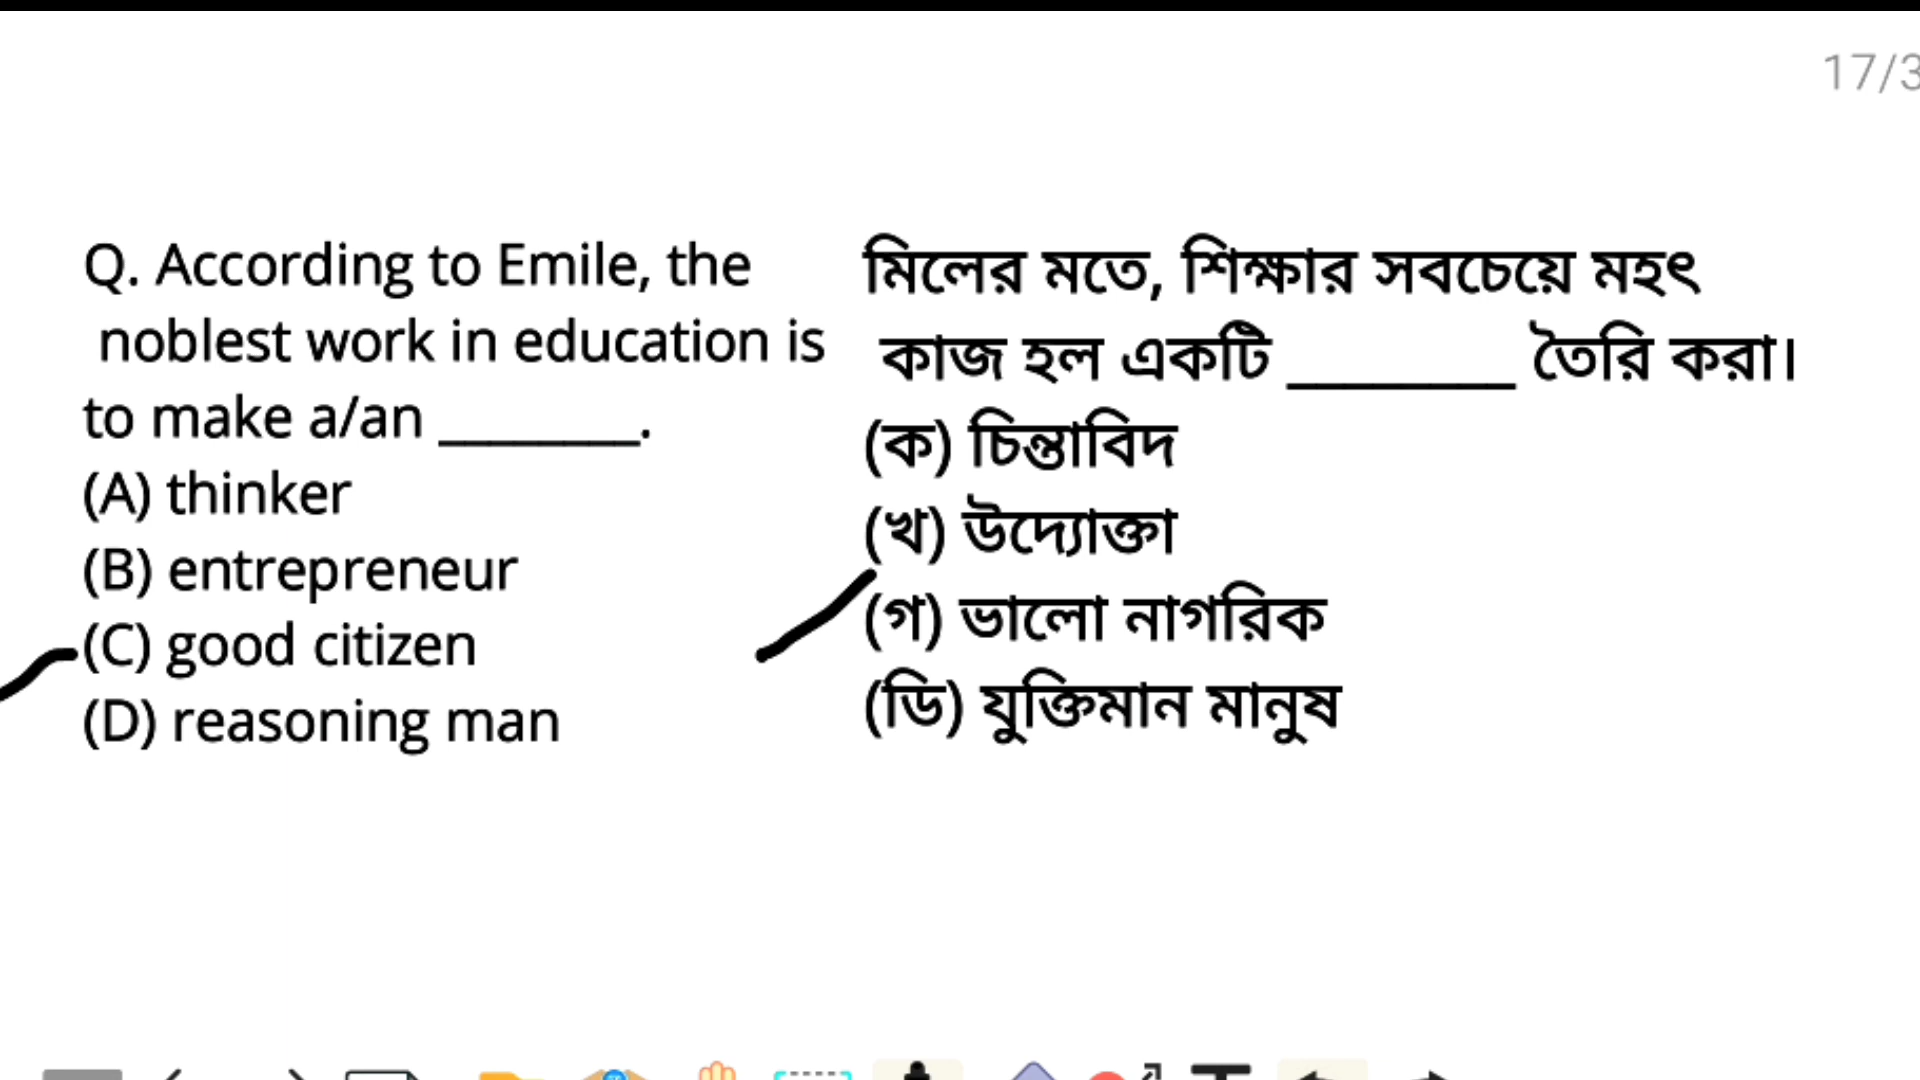 17/3
Q. According to Emile, the
noblest work in education is
to make a/an ________.
(A) thinker
(B) entrepreneur
(C) good citizen
(D) reasoning man
মিলের মতে, শিক্ষার সবচেয়ে মহৎ
কাজ হল একটি ________ তৈরি করা।
(ক) চিন্তাবিদ
(খ) উদ্যোক্তা
(গ) ভালো নাগরিক
(ডি) যুক্তিমান মানুষ